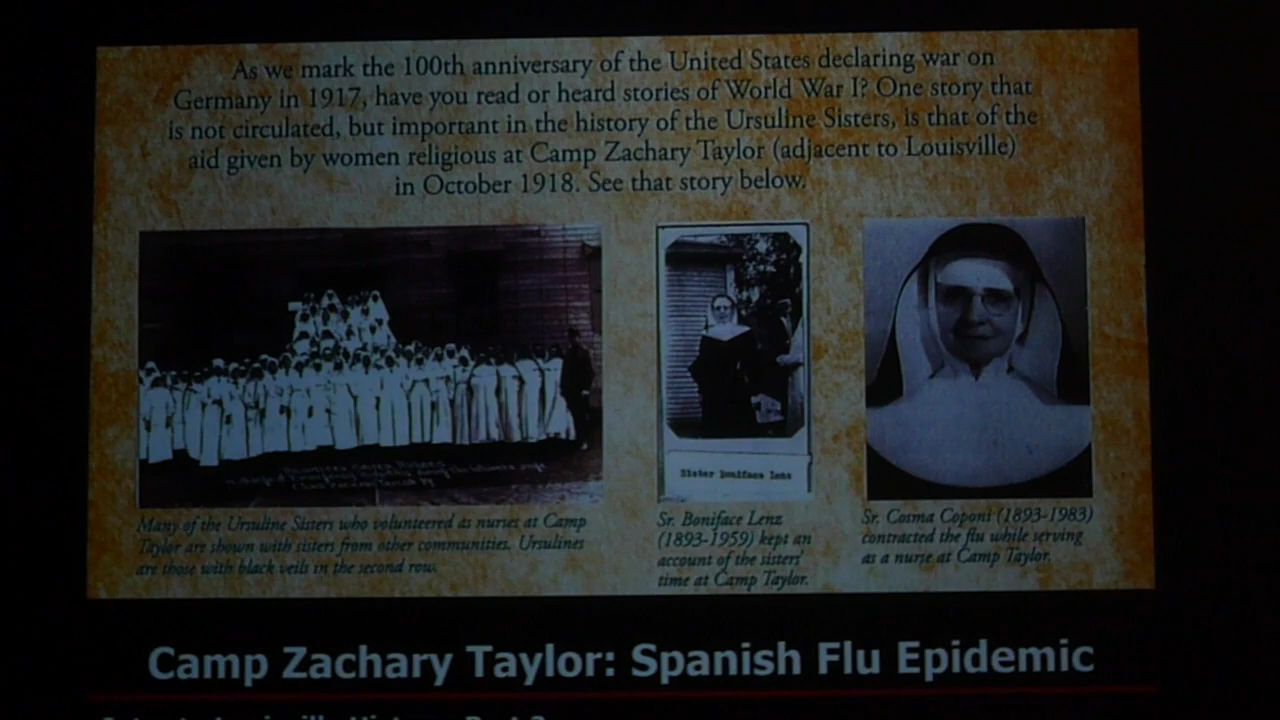 As we mark the 100th anniversary of the United States declaring war on
Germany in 1917, have you read or heard stories of World War I? One story that
is not circulated, but important in the history of the Ursuline Sisters, is that of the
aid given by women religious at Camp Zachary Taylor (adjacent to Louisville)
in October 1918. See that story below.
Sister Boniface Lenz
Many of the Ursuline Sisters who volunteered as nurses at Camp
Taylor are shown with sisters from other communities. Ursulines
are those with black veils in the second row.
Sr. Boniface Lenz
(1893-1959) kept an
account of the sisters'
time at Camp Taylor.
Sr. Cosma Coponi (1893-1983)
contracted the flu while serving
as a nurse at Camp Taylor.
Camp Zachary Taylor: Spanish Flu Epidemic